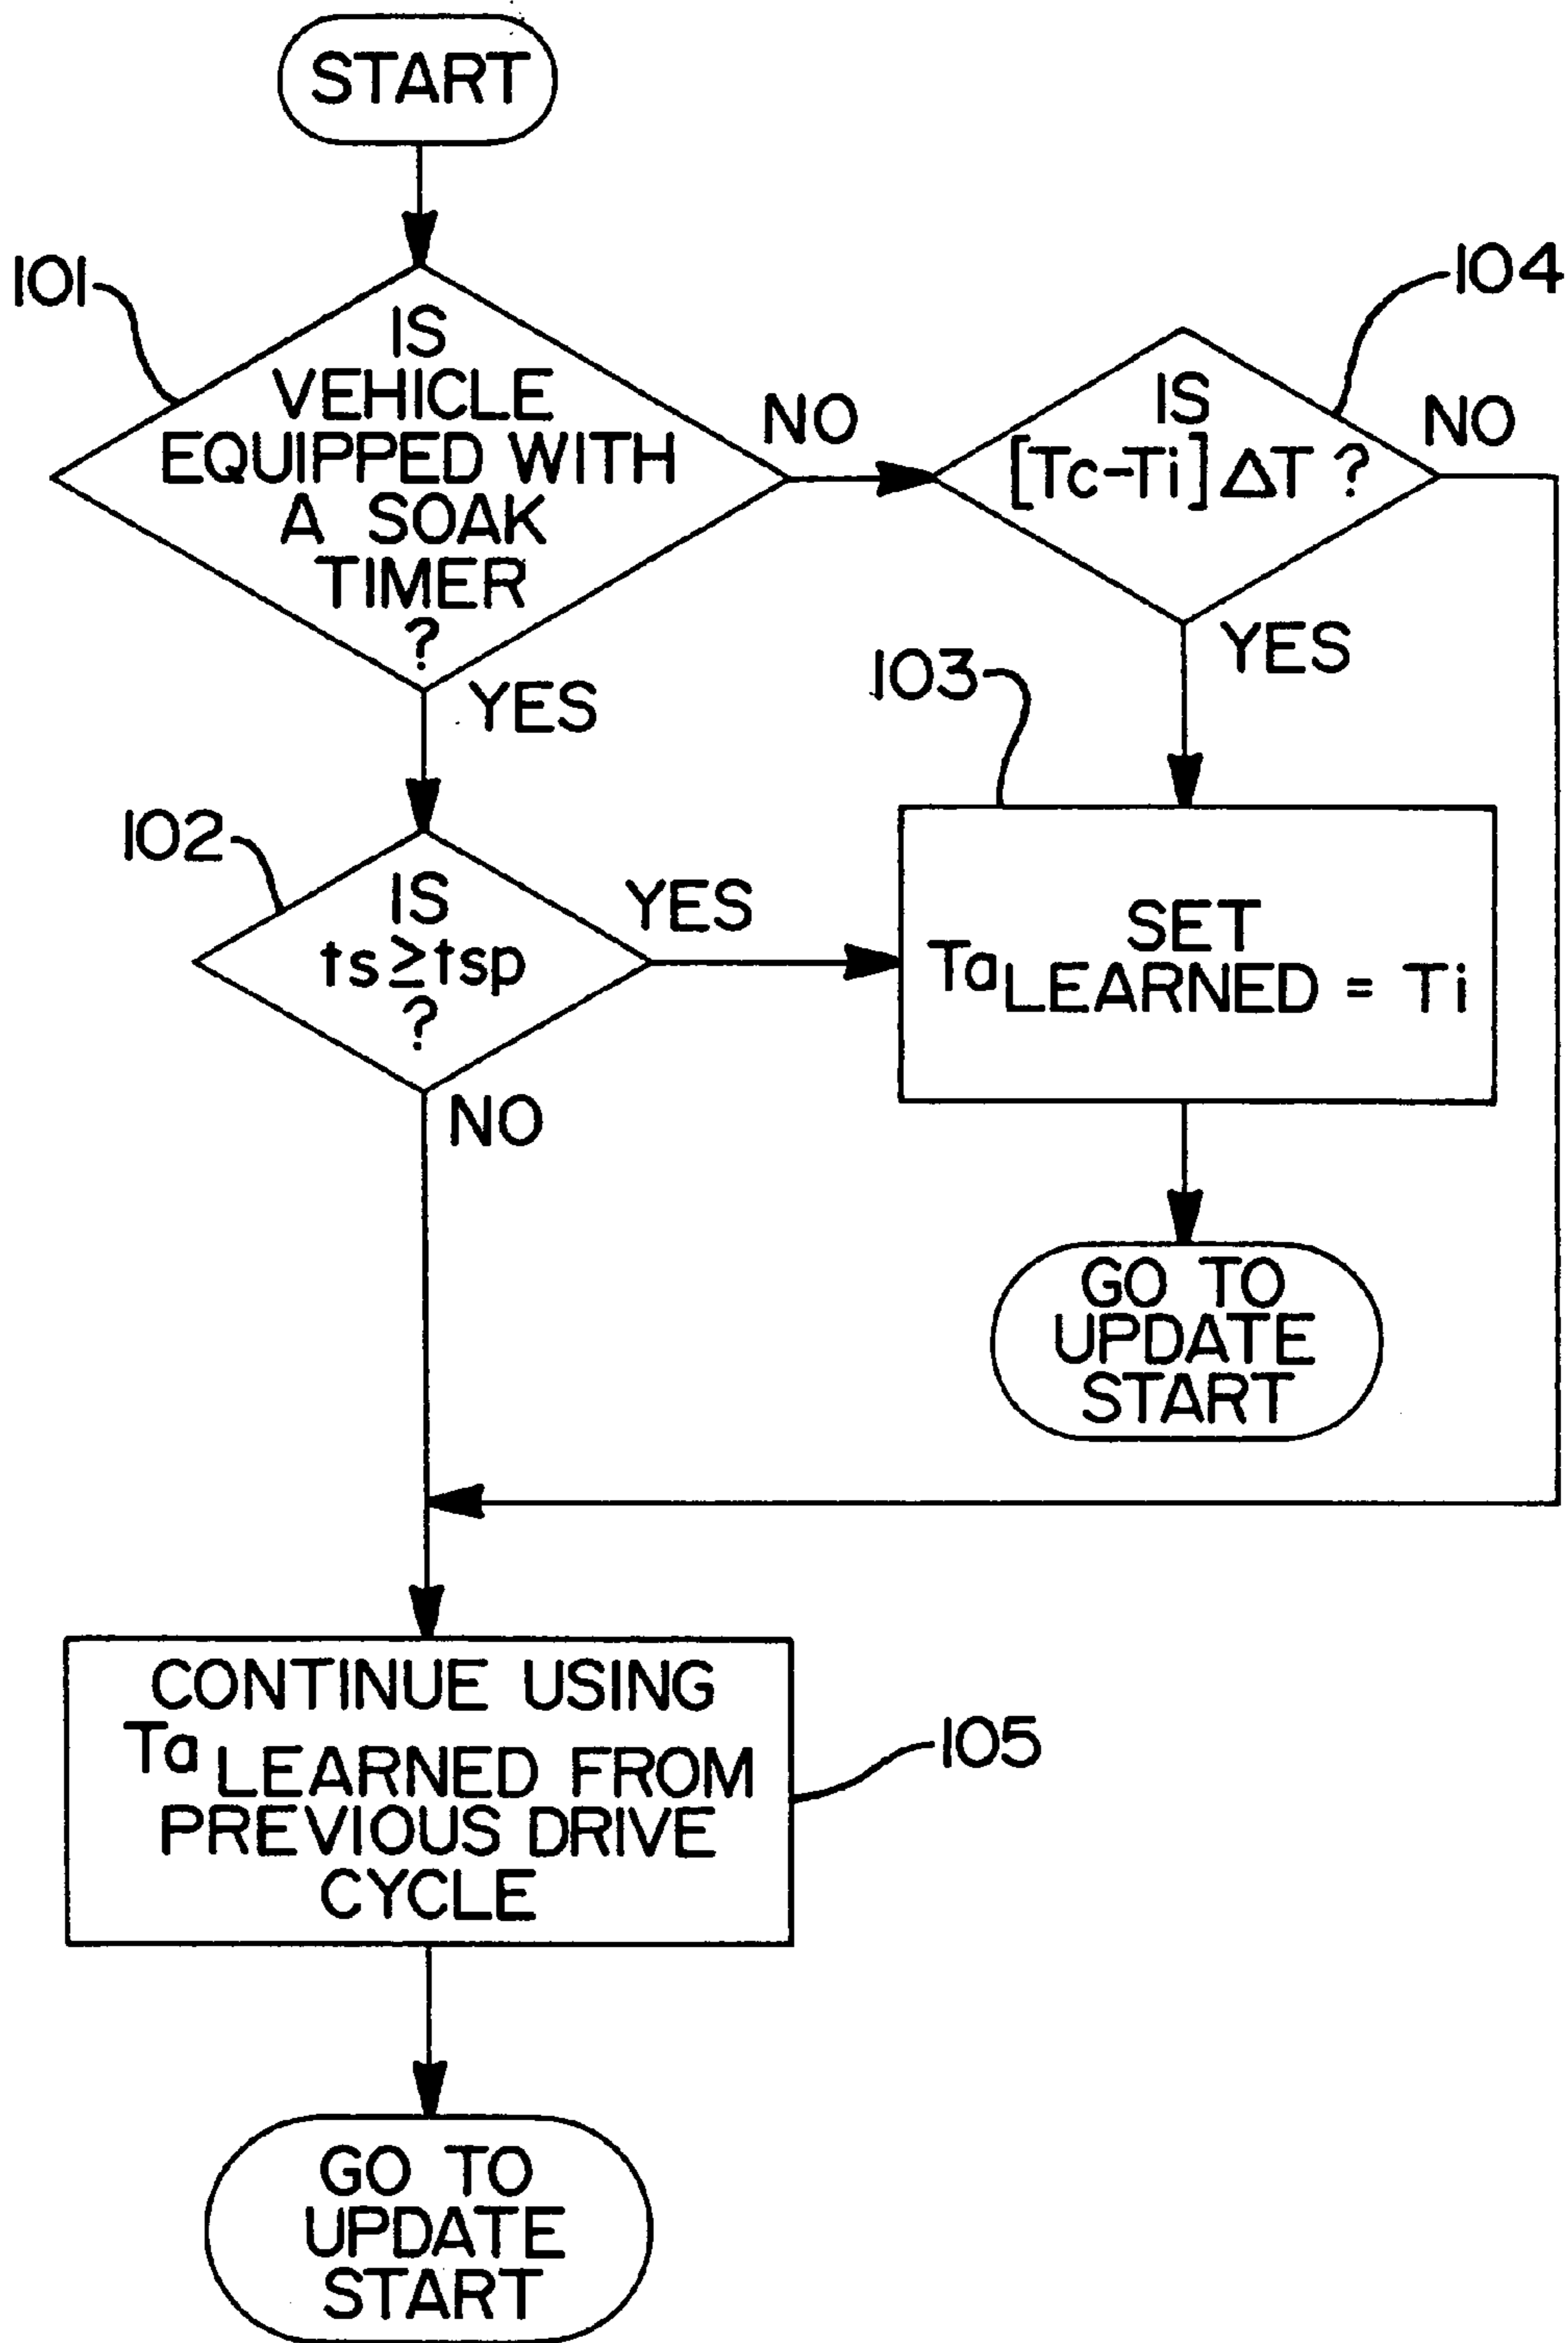 START
101
IS
VEHICLE
EQUIPPED WITH
A SOAK
TIMER
?
NO
YES
104
IS
[Tc-Ti] ΔT ?
NO
YES
102
IS
ts≥tsp
?
YES
NO
103
SET
Ta LEARNED = Ti
GO TO
UPDATE
START
CONTINUE USING
Ta LEARNED FROM
PREVIOUS DRIVE
CYCLE
105
GO TO
UPDATE
START